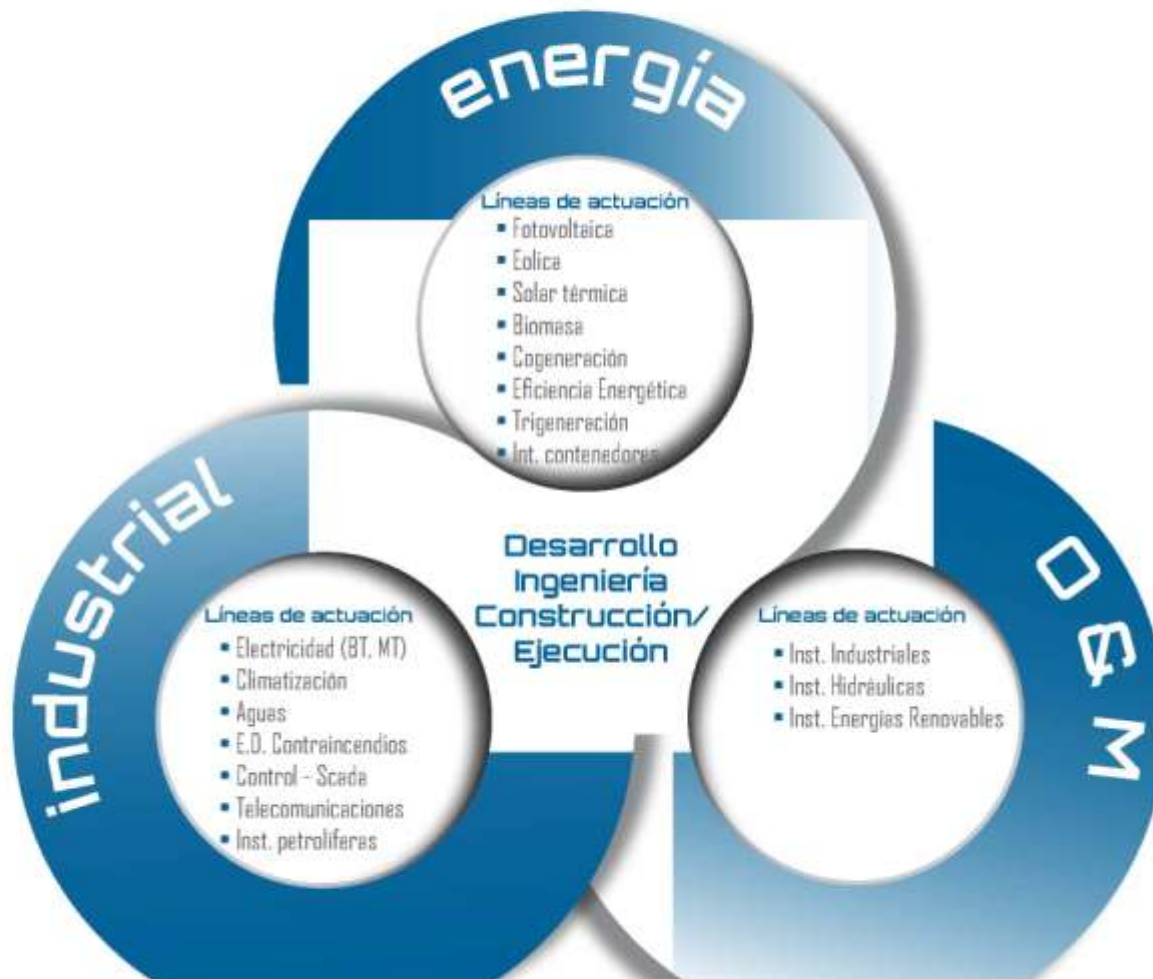 energía
Líneas de actuación
Fotovoltaica
Eolica
Solar térmica
Biomasa
Cogeneración
Eficiencia Energética
Trigeneración
Int. contenedores
Desarrollo
Ingeniería
Construcción/
Ejecución
industrial
Líneas de actuación
Electricidad (BT, MT)
Climatización
Aguas
E.D. Contraincendios
Control - Scada
Telecomunicaciones
Inst. petrolíferas
O&M
Líneas de actuación
Inst. Industriales
Inst. Hidráulicas
Inst. Energías Renovables